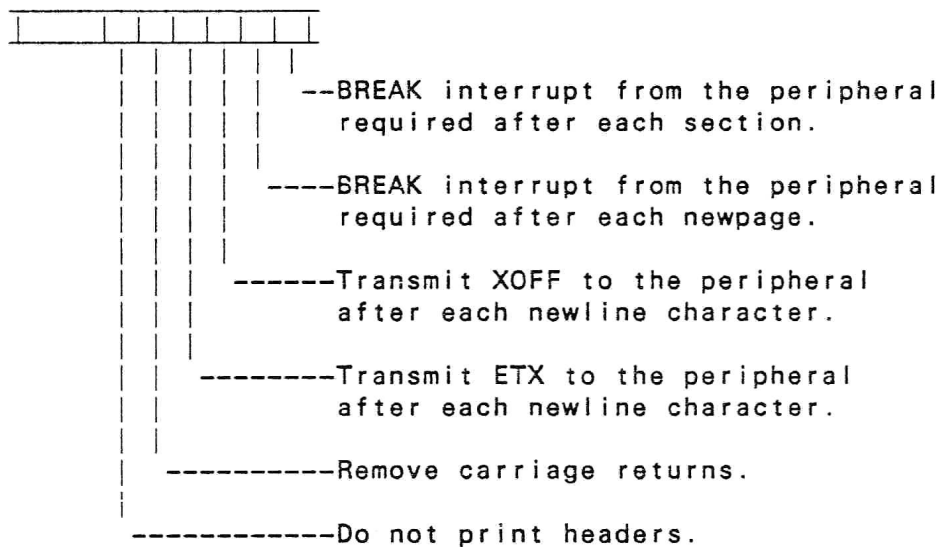 --BREAK interrupt from the peripheral
required after each section.
----BREAK interrupt from the peripheral
required after each newpage.
------Transmit XOFF to the peripheral
after each newline character.
--------Transmit ETX to the peripheral
after each newline character.
----------Remove carriage returns.
------------Do not print headers.